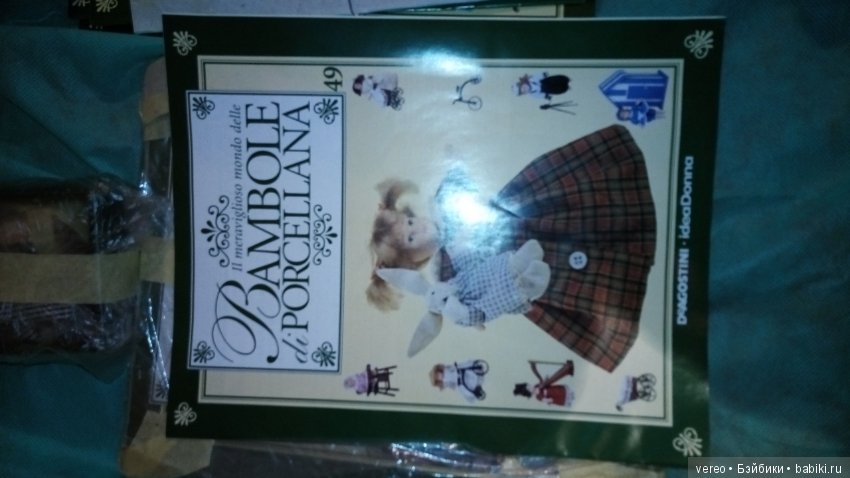 Il meraviglioso mondo delle
BAMBOLE
di PORCELLANA
49
DeAGOSTINI · IdeaDonna
vereo • Бэйбики • babiki.ru